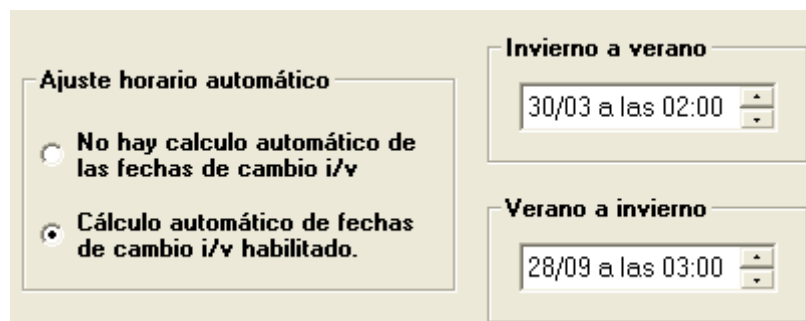 Ajuste horario automático
No hay calculo automático de
las fechas de cambio i/v
Cálculo automático de fechas
de cambio i/v habilitado.
Invierno a verano
30/03 a las 02:00
Verano a invierno
28/09 a las 03:00